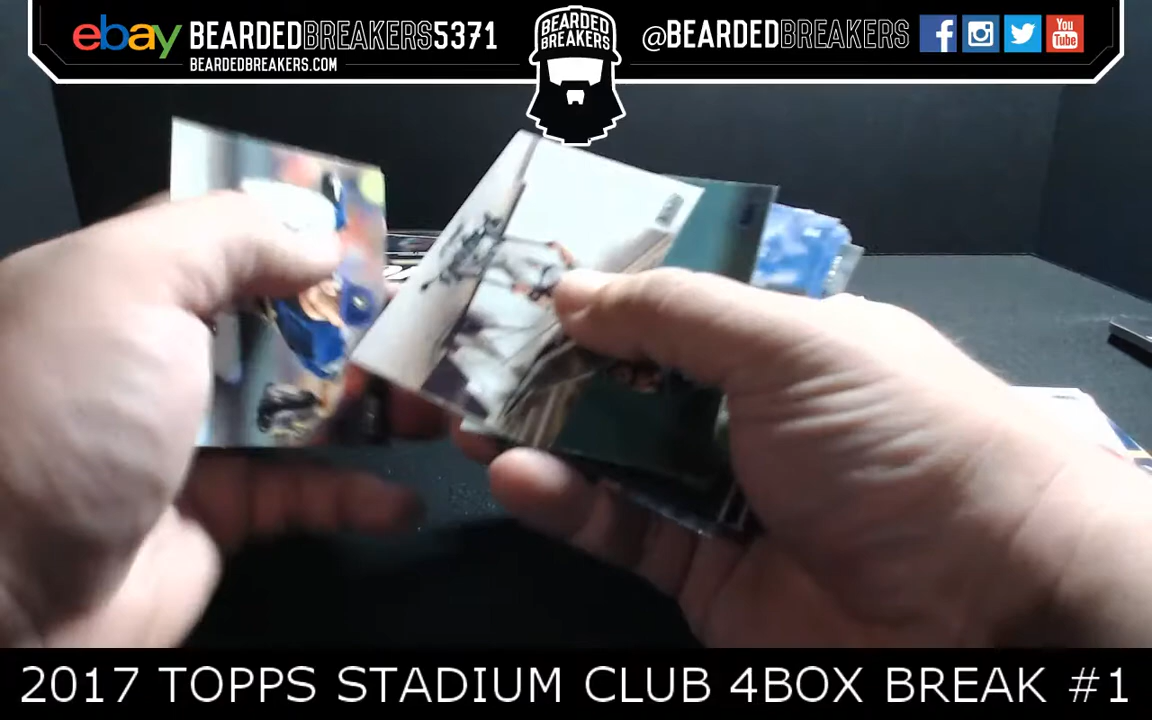 ebay BEARDEDBREAKERS5371
BEARDEDBREAKERS.COM
BEARDED
BREAKERS
@BEARDEDBREAKERS
You
Tube
2017 TOPPS STADIUM CLUB 4BOX BREAK #1